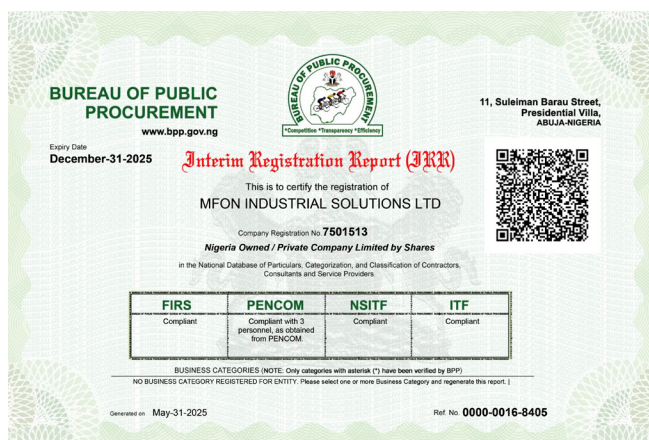 BUREAU OF PUBLIC
PROCUREMENT
www.bpp.gov.ng
BUREAU OF PUBLIC PROCUREMENT
*Competition *Transparency *Efficiency
11, Suleiman Barau Street,
Presidential Villa,
ABUJA-NIGERIA
Expiry Date
December-31-2025
Interim Registration Report (IRR)
This is to certify the registration of
MFON INDUSTRIAL SOLUTIONS LTD
Company Registration No.7501513
Nigeria Owned / Private Company Limited by Shares
in the National Database of Particulars, Categorization, and Classification of Contractors,
Consultants and Service Providers.
FIRS PENCOM NSITF ITF
Compliant Compliant with 3 Compliant Compliant
personnel, as obtained
from PENCOM.
BUSINESS CATEGORIES (NOTE: Only categories with asterisk (*) have been verified by BPP)
NO BUSINESS CATEGORY REGISTERED FOR ENTITY. Please select one or more Business Category and regenerate this report. |
Generated on May-31-2025
Ref. No. 0000-0016-8405